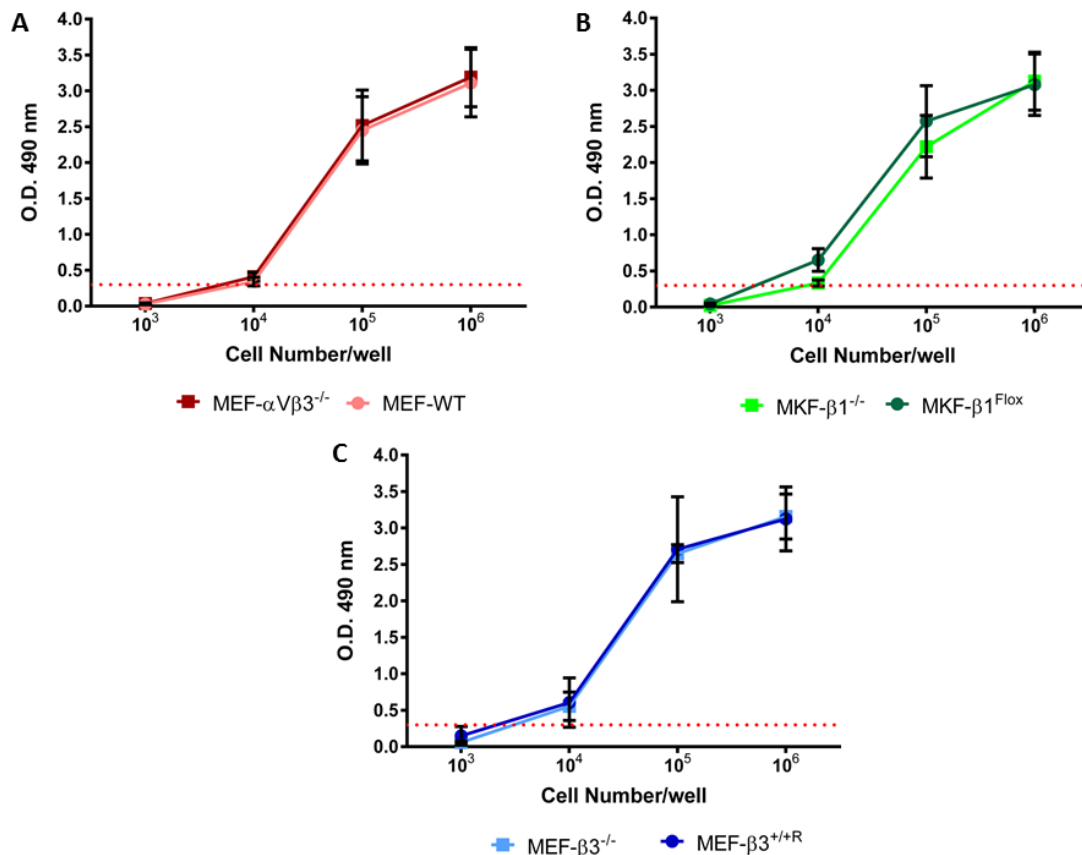 A
O.D. 490 nm
4.0
3.5
3.0
2.5
2.0
1.5
1.0
0.5
0.0
10³ 10⁴ 10⁵ 10⁶
Cell Number/well
MEF-αVβ3⁻/⁻ MEF-WT
B
O.D. 490 nm
4.0
3.5
3.0
2.5
2.0
1.5
1.0
0.5
0.0
10³ 10⁴ 10⁵ 10⁶
Cell Number/well
MKF-β1⁻/⁻ MKF-β1ᶠˡᵒˣ
C
O.D. 490 nm
4.0
3.5
3.0
2.5
2.0
1.5
1.0
0.5
0.0
10³ 10⁴ 10⁵ 10⁶
Cell Number/well
MEF-β3⁻/⁻ MEF-β3⁺/⁺ᴿ